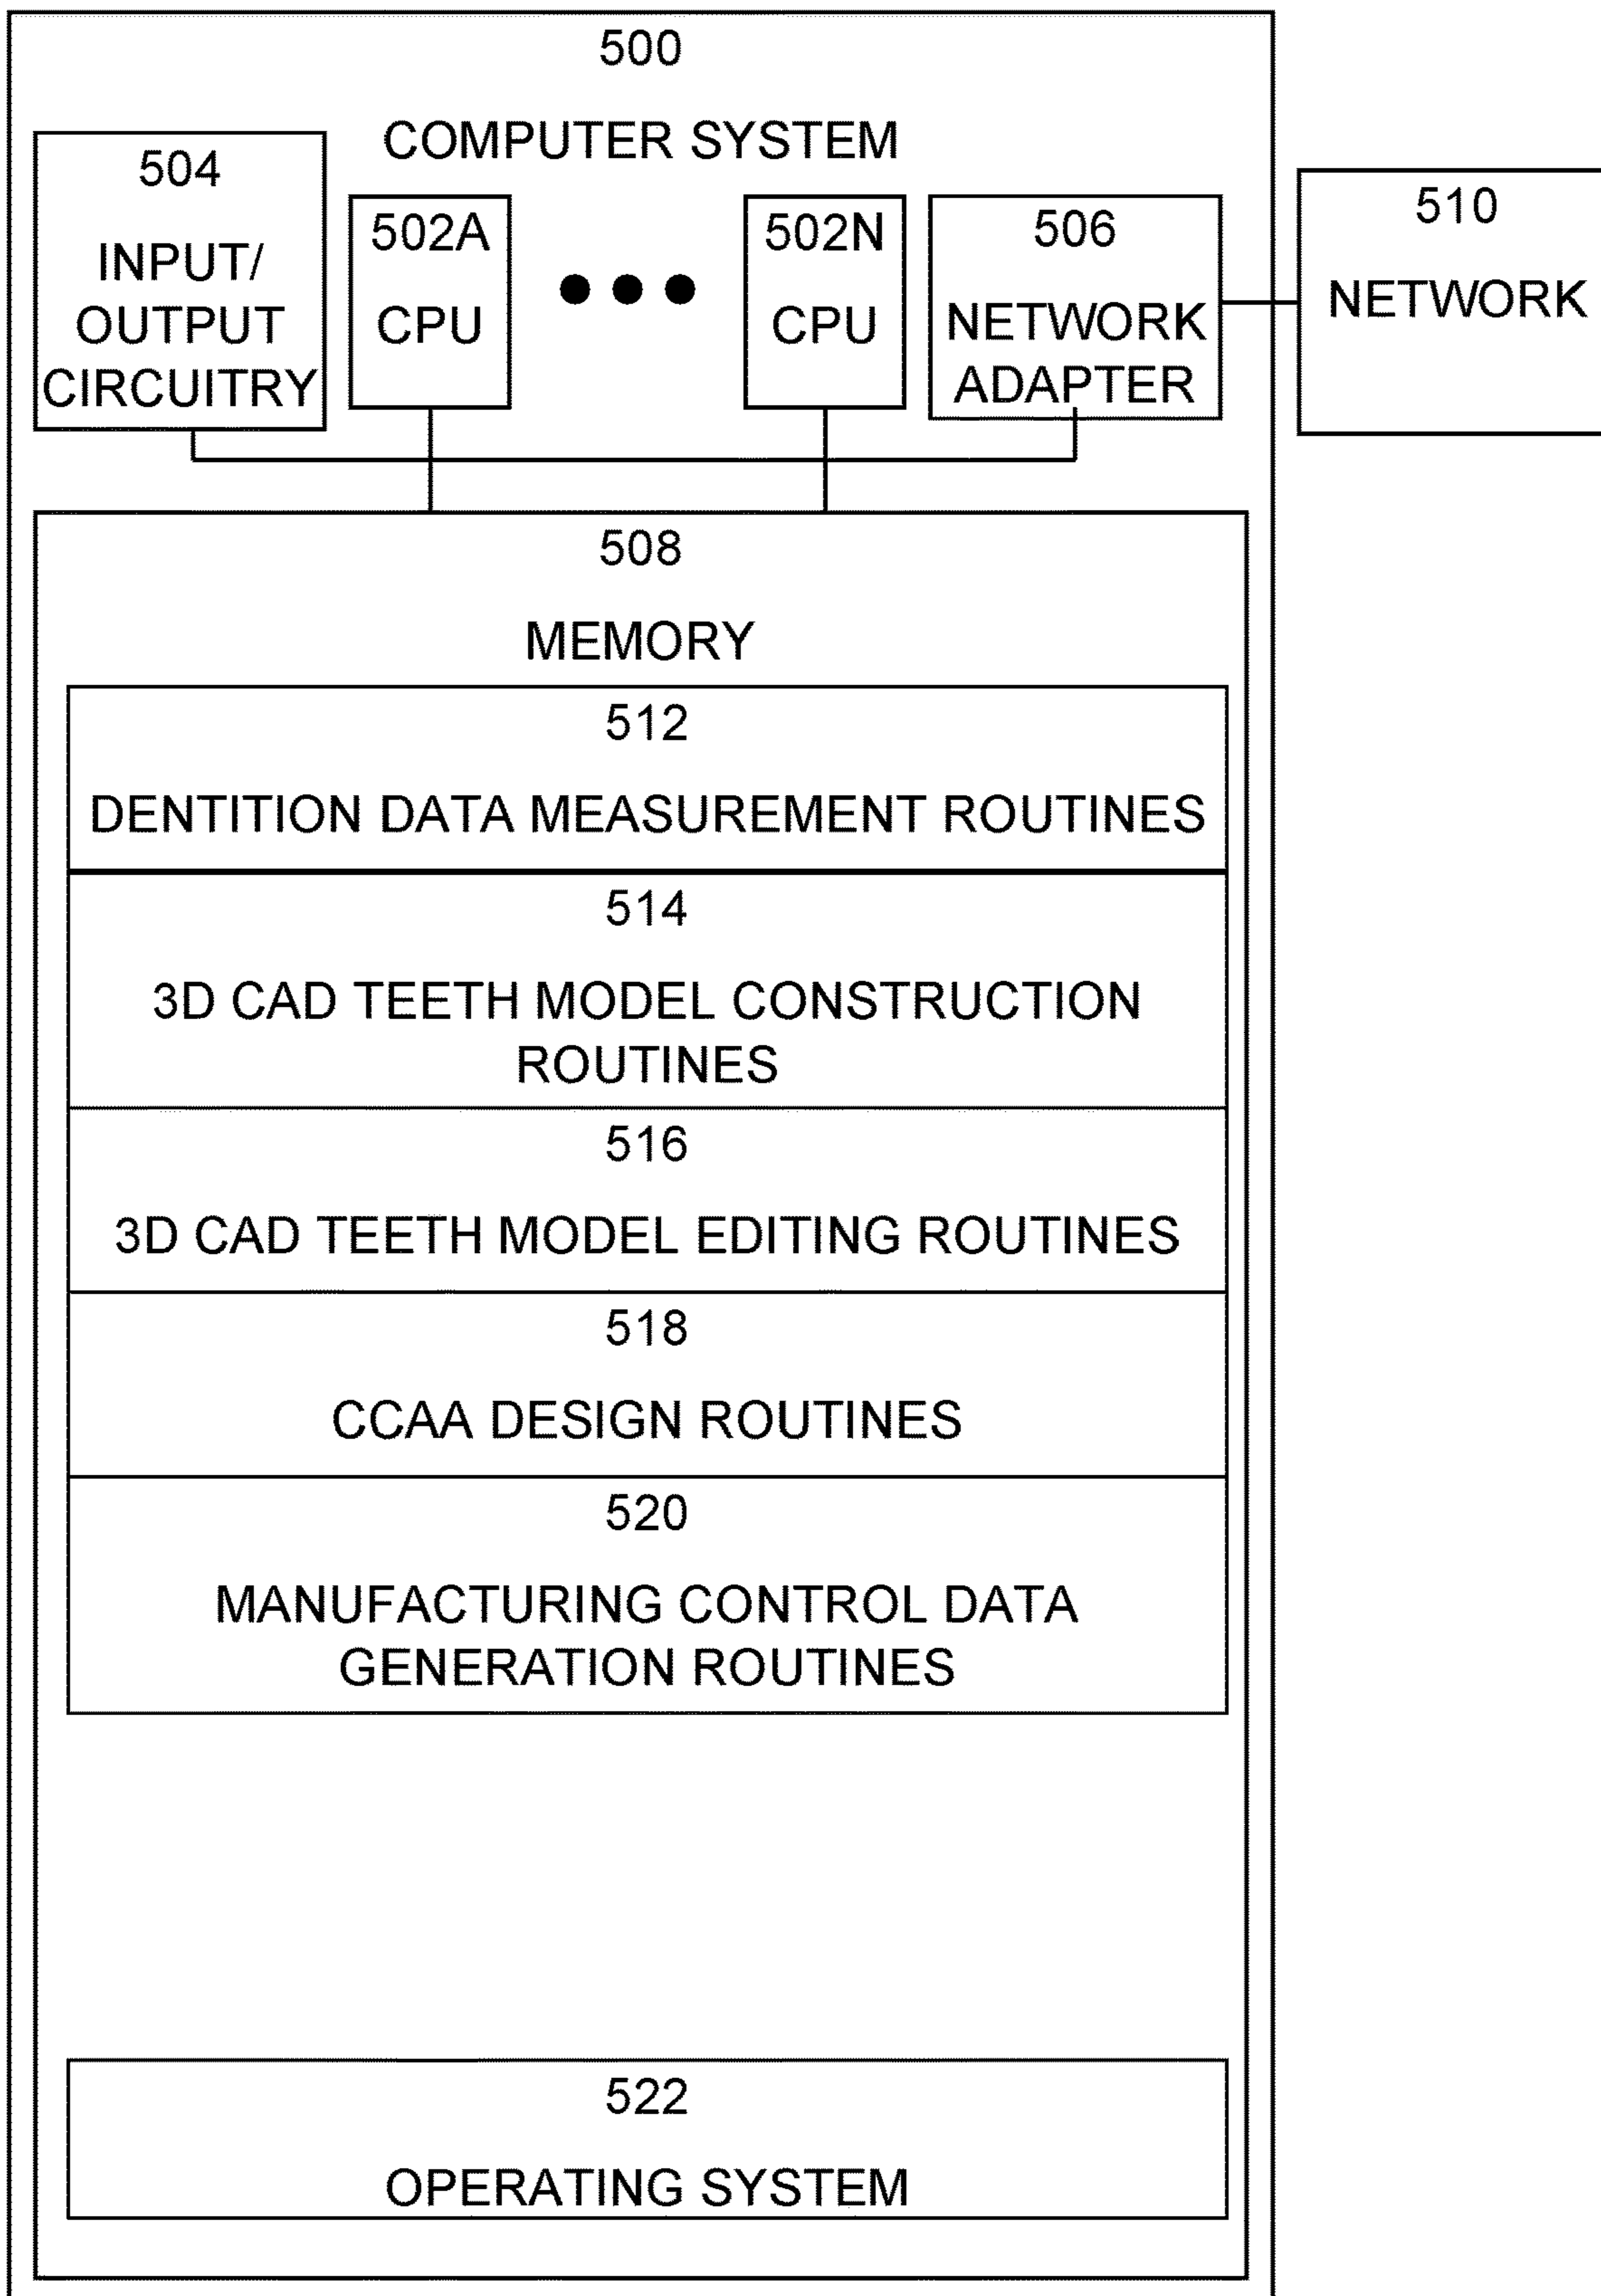 500
COMPUTER SYSTEM
504
INPUT/
OUTPUT
CIRCUITRY
502A
CPU
502N
CPU
506
NETWORK
ADAPTER
510
NETWORK
508
MEMORY
512
DENTITION DATA MEASUREMENT ROUTINES
514
3D CAD TEETH MODEL CONSTRUCTION
ROUTINES
516
3D CAD TEETH MODEL EDITING ROUTINES
518
CCAA DESIGN ROUTINES
520
MANUFACTURING CONTROL DATA
GENERATION ROUTINES
522
OPERATING SYSTEM